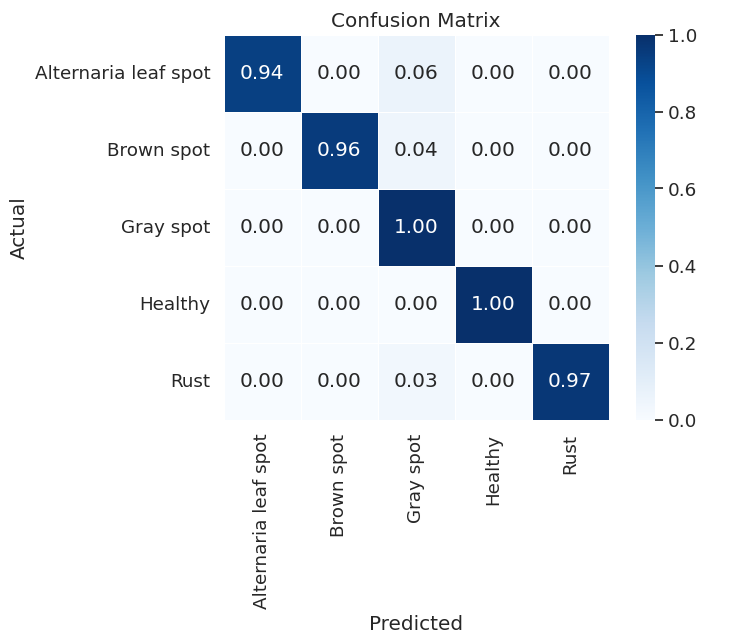 Confusion Matrix
Alternaria leaf spot 0.94 0.00 0.06 0.00 0.00
Brown spot 0.00 0.96 0.04 0.00 0.00
Gray spot 0.00 0.00 1.00 0.00 0.00
Healthy 0.00 0.00 0.00 1.00 0.00
Rust 0.00 0.00 0.03 0.00 0.97
Actual
Alternaria leaf spot
Brown spot
Gray spot
Healthy
Rust
Predicted
1.0
0.8
0.6
0.4
0.2
0.0